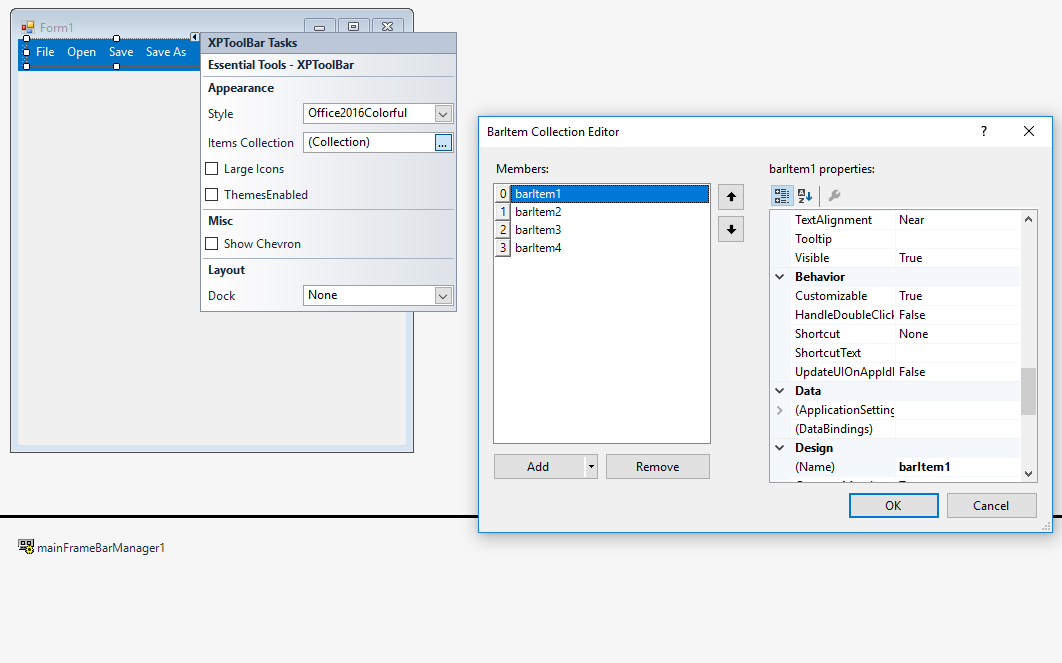 Form1
File Open Save Save As
XPToolBar Tasks
Essential Tools - XPToolBar
Appearance
Style Office2016Colorful
Items Collection (Collection) ...
Large Icons
ThemesEnabled
Misc
Show Chevron
Layout
Dock None
mainFrameBarManager1
BarItem Collection Editor ?
Members:
0 barItem1
1 barItem2
2 barItem3
3 barItem4
Add Remove
barItem1 properties:
TextAlignment Near
Tooltip
Visible True
Behavior
Customizable True
HandleDoubleClick False
Shortcut None
ShortcutText
UpdateUIOnAppIdl False
Data
(ApplicationSetting
(DataBindings)
Design
(Name) barItem1
OK Cancel